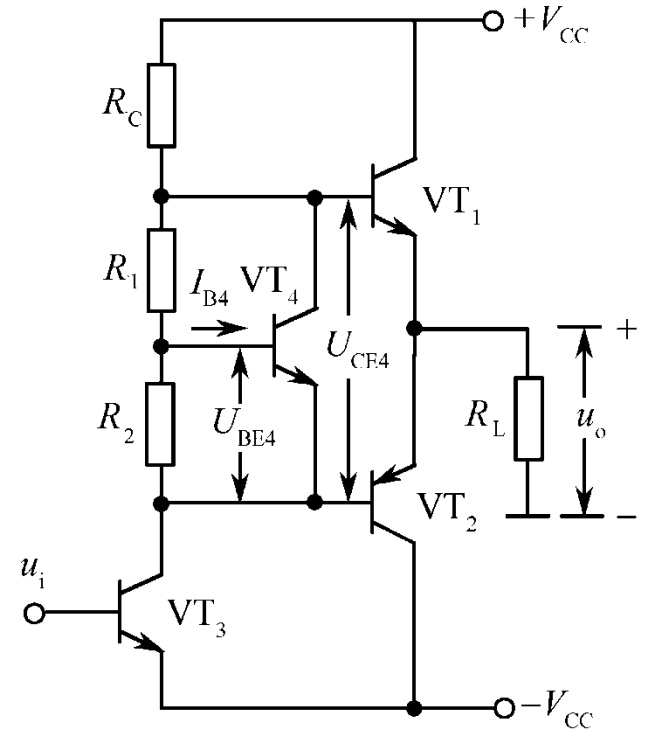 +V_CC
R_C
VT_1
R_1
I_B4
VT_4
U_CE4
+
R_2
U_BE4
R_L
u_o
VT_2
−
u_i
VT_3
−V_CC